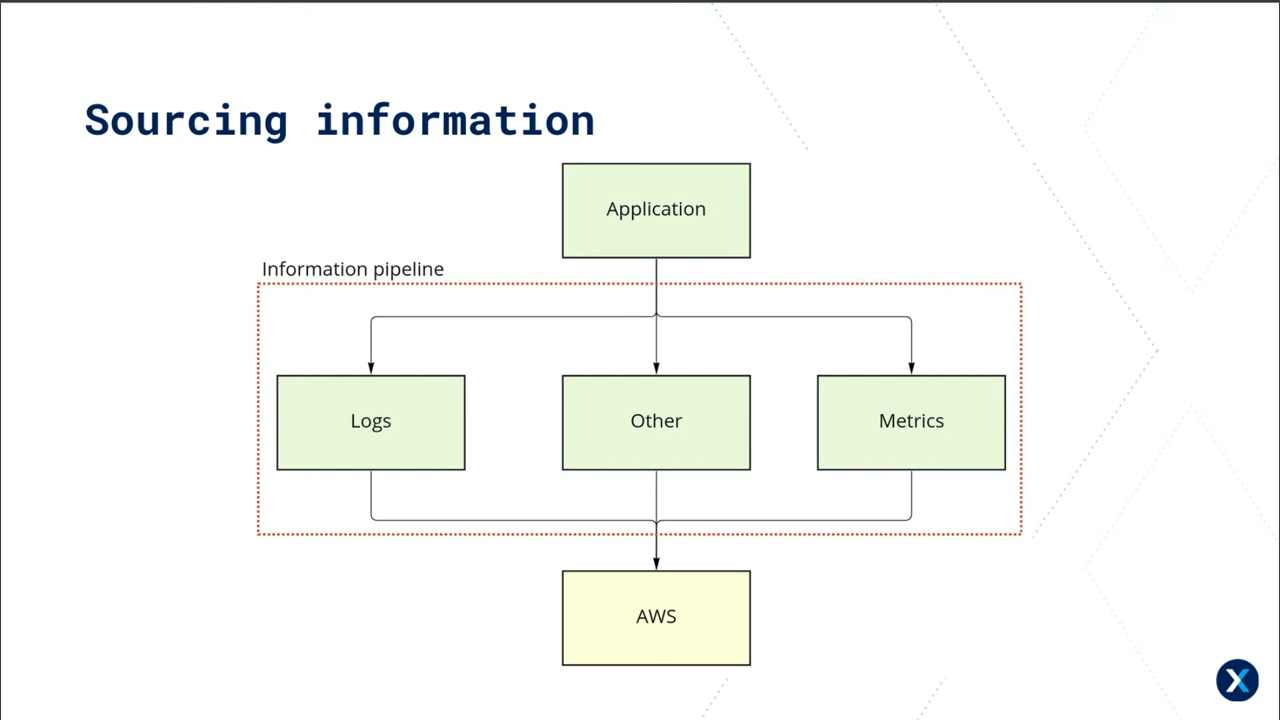 Sourcing information
Application
Information pipeline
Logs
Other
Metrics
AWS
X